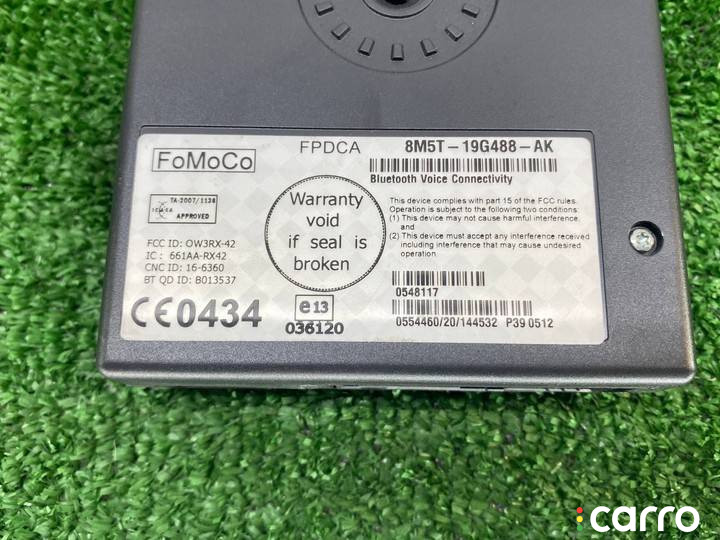 FoMoCo
FPDCA
8M5T-19G488-AK
Bluetooth Voice Connectivity
TA-2007/1138
APPROVED
Warranty
void
if seal is
broken
This device complies with part 15 of the FCC rules.
Operation is subject to the following two conditions:
(1) This device may not cause harmful interference.
and
(2) This device must accept any interference received
including interference that may cause undesired
operation.
FCC ID: OW3RX-42
IC : 661AA-RX42
CNC ID: 16-6360
BT QD ID: B013537
CE0434
e13
036120
0548117
0554460/20/144532 P39 0512
carro